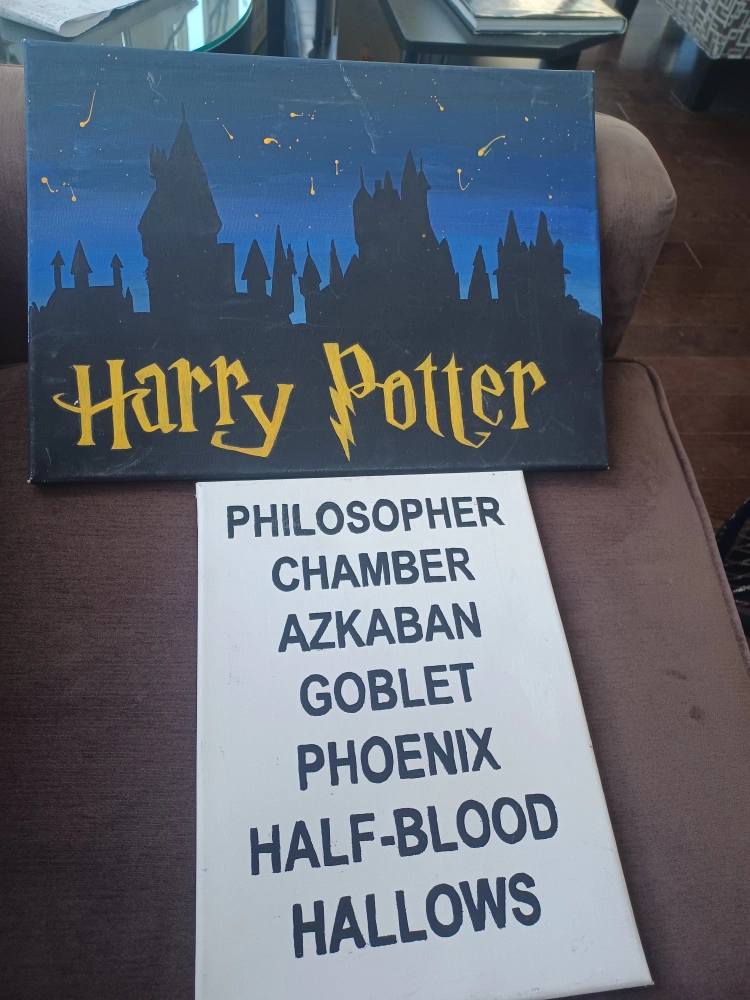 Harry Potter
PHILOSOPHER
CHAMBER
AZKABAN
GOBLET
PHOENIX
HALF-BLOOD
HALLOWS